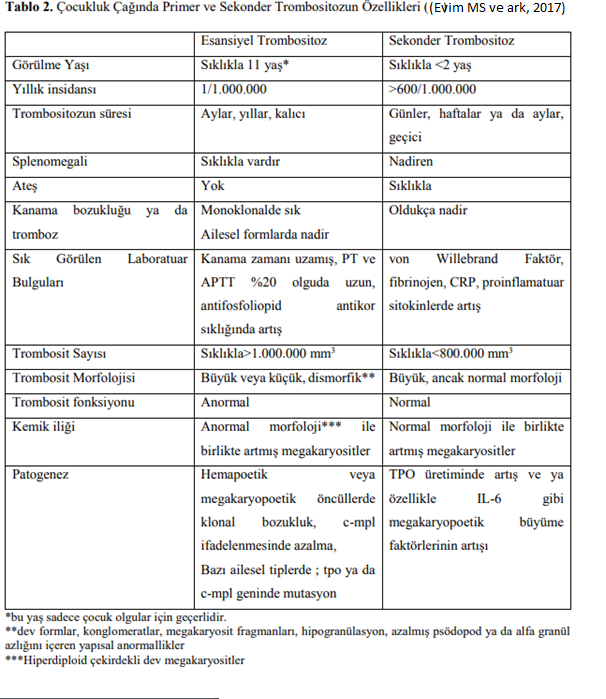 Tablo 2. Çocukluk Çağında Primer ve Sekonder Trombositozun Özellikleri ((Evim MS ve ark, 2017)
Esansiyel Trombositoz
Sekonder Trombositoz
Görülme Yaşı
Sıklıkla 11 yaş*
Sıklıkla <2 yaş
Yıllık insidansı
1/1.000.000
>600/1.000.000
Trombositozun süresi
Aylar, yıllar, kalıcı
Günler, haftalar ya da aylar,
geçici
Splenomegali
Sıklıkla vardır
Nadiren
Ateş
Yok
Sıklıkla
Kanama bozukluğu ya da
tromboz
Monoklonalde sık
Ailesel formlarda nadir
Oldukça nadir
Sık Görülen Laboratuar
Bulguları
Kanama zamanı uzamış, PT ve
APTT %20 olguda uzun,
antifosfoliopid antikor
sıklığında artış
von Willebrand Faktör,
fibrinojen, CRP, proinflamatuar
sitokinlerde artış
Trombosit Sayısı
Sıklıkla>1.000.000 mm³
Sıklıkla<800.000 mm³
Trombosit Morfolojisi
Büyük veya küçük, dismorfik**
Büyük, ancak normal morfoloji
Trombosit fonksiyonu
Anormal
Normal
Kemik iliği
Anormal morfoloji*** ile
birlikte artmış megakaryositler
Normal morfoloji ile birlikte
artmış megakaryositler
Patogenez
Hemapoetik veya
megakaryopoetik öncüllerde
klonal bozukluk, c-mpl
ifadelenmesinde azalma,
Bazı ailesel tiplerde ; tpo ya da
c-mpl geninde mutasyon
TPO üretiminde artış ve ya
özellikle IL-6 gibi
megakaryopoetik büyüme
faktörlerinin artışı
*bu yaş sadece çocuk olgular için geçerlidir.
**dev formlar, konglomeratlar, megakaryosit fragmanları, hipogranülasyon, azalmış psödopod ya da alfa granül
azlığını içeren yapısal anormallikler
***Hiperdiploid çekirdekli dev megakaryositler